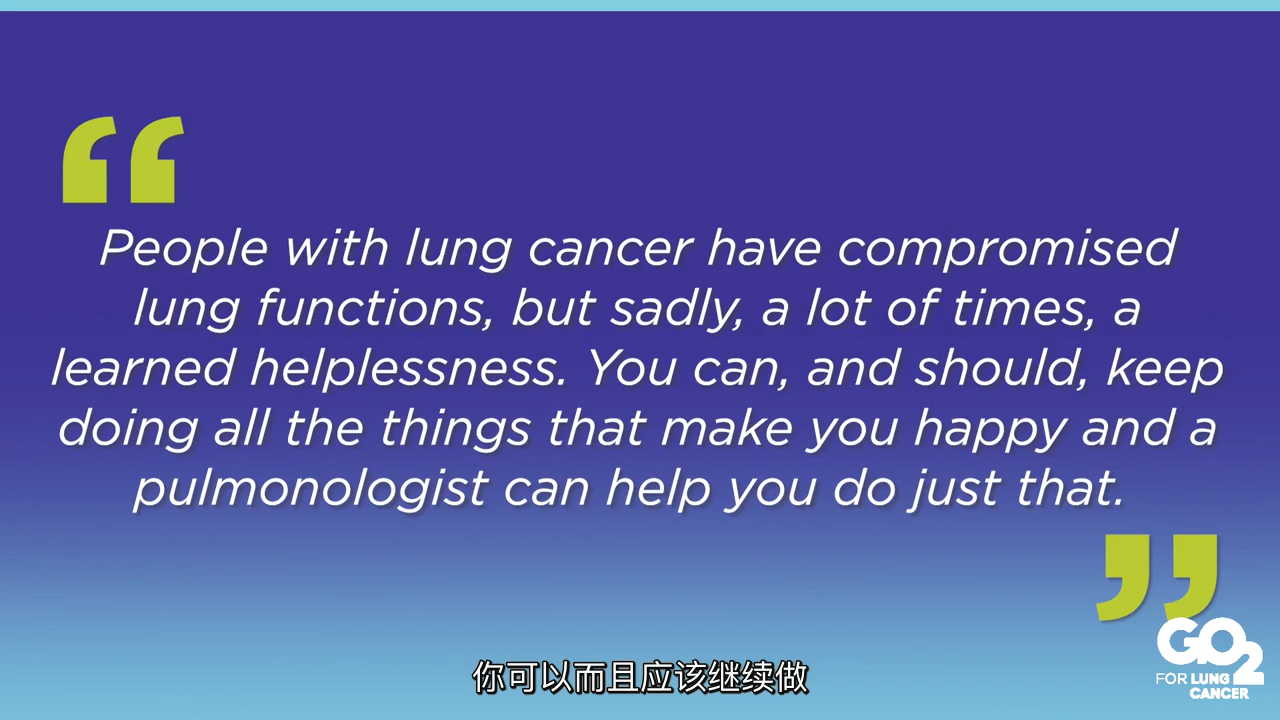 “
People with lung cancer have compromised
lung functions, but sadly, a lot of times, a
learned helplessness. You can, and should, keep
doing all the things that make you happy and a
pulmonologist can help you do just that.
”
GO2
FOR LUNG
CANCER
你可以而且应该继续做